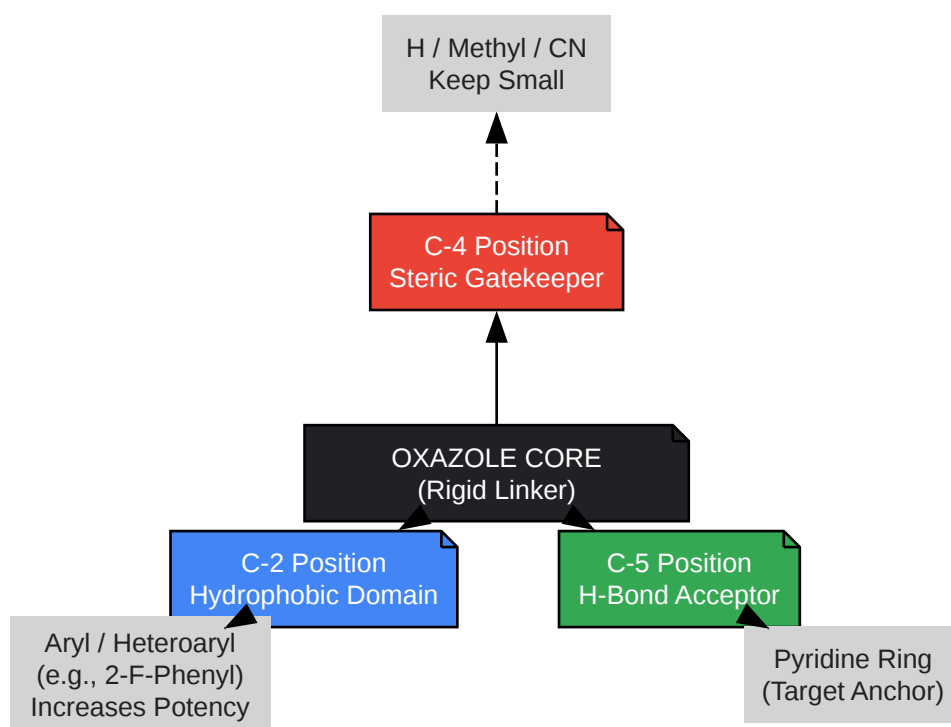 H / Methyl / CN
Keep Small
C-4 Position
Steric Gatekeeper
OXAZOLE CORE
(Rigid Linker)
C-2 Position
Hydrophobic Domain
C-5 Position
H-Bond Acceptor
Aryl / Heteroaryl
(e.g., 2-F-Phenyl)
Increases Potency
Pyridine Ring
(Target Anchor)